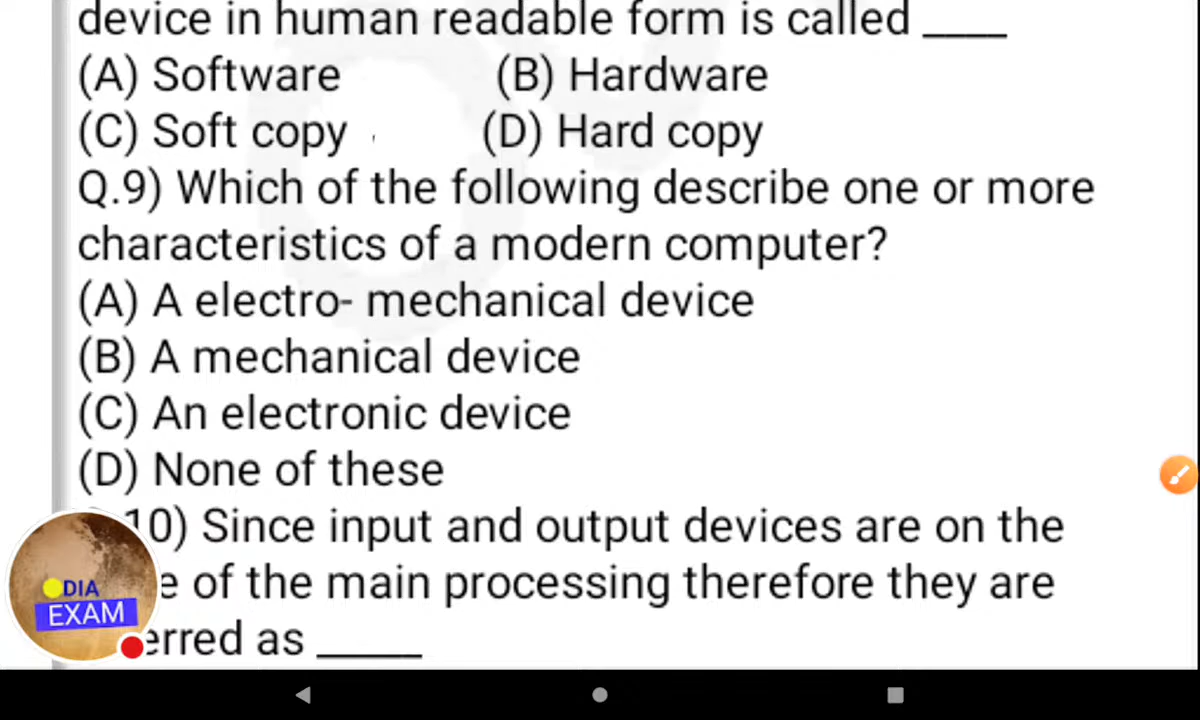 device in human readable form is called ____
(A) Software (B) Hardware
(C) Soft copy (D) Hard copy
Q.9) Which of the following describe one or more
characteristics of a modern computer?
(A) A electro- mechanical device
(B) A mechanical device
(C) An electronic device
(D) None of these
10) Since input and output devices are on the
of the main processing therefore they are
as _____
DIA
EXAM